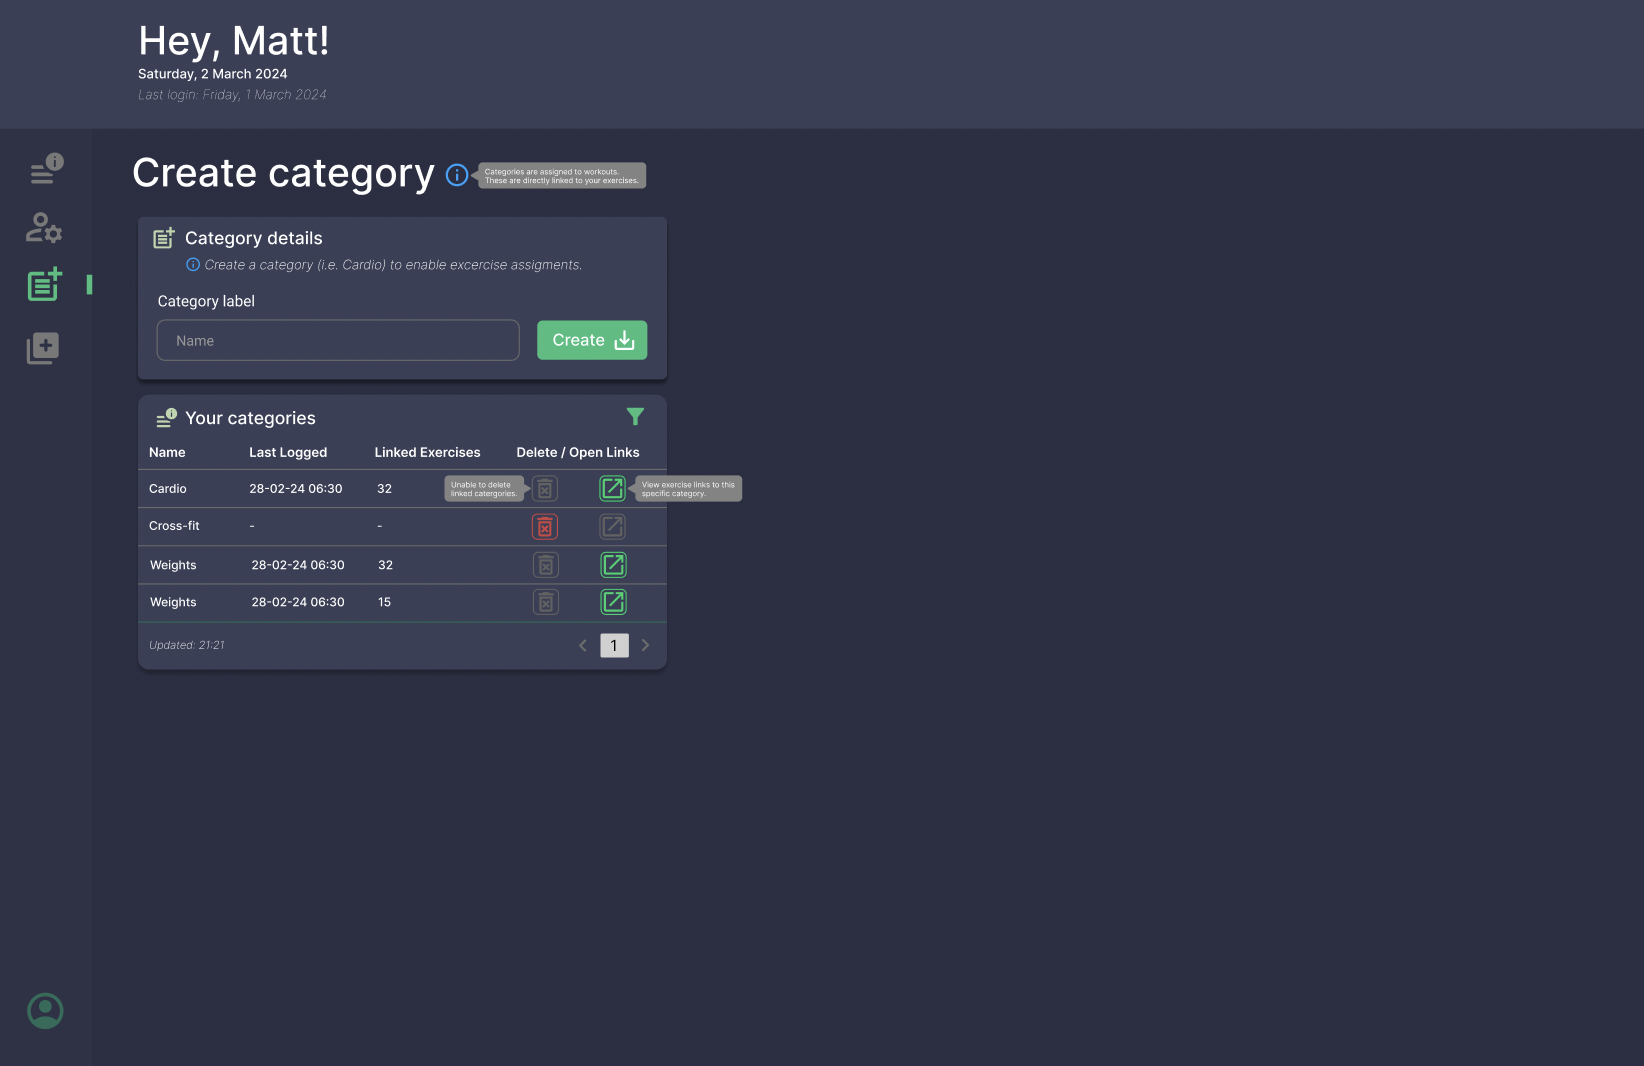 Hey, Matt!
Saturday, 2 March 2024
Last login: Friday, 1 March 2024
Create category
Categories are assigned to workouts.
These are directly linked to your exercises.
Category details
Create a category (i.e. Cardio) to enable excercise assigments.
Category label
Name
Create
Your categories
Name Last Logged Linked Exercises Delete / Open Links
Cardio 28-02-24 06:30 32
Unable to delete
linked catergories.
View exercise links to this
specific category.
Cross-fit - -
Weights 28-02-24 06:30 32
Weights 28-02-24 06:30 15
Updated: 21:21
1